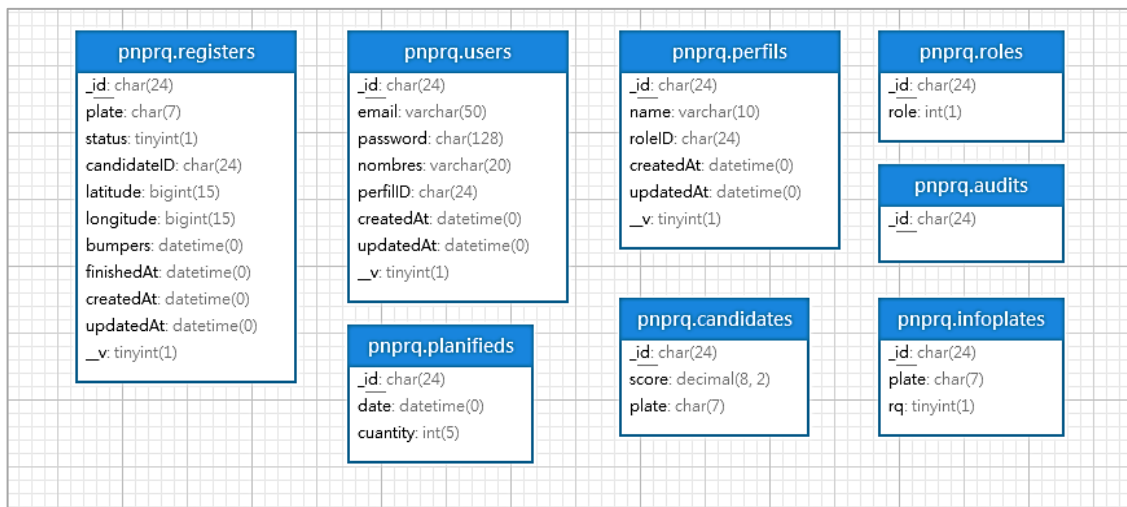 pnprq.registers
_id: char(24)
plate: char(7)
status: tinyint(1)
candidateID: char(24)
latitude: bigint(15)
longitude: bigint(15)
bumpers: datetime(0)
finishedAt: datetime(0)
createdAt: datetime(0)
updatedAt: datetime(0)
__v: tinyint(1)
pnprq.users
_id: char(24)
email: varchar(50)
password: char(128)
nombres: varchar(20)
perfilID: char(24)
createdAt: datetime(0)
updatedAt: datetime(0)
__v: tinyint(1)
pnprq.planifieds
_id: char(24)
date: datetime(0)
cuantity: int(5)
pnprq.perfils
_id: char(24)
name: varchar(10)
roleID: char(24)
createdAt: datetime(0)
updatedAt: datetime(0)
__v: tinyint(1)
pnprq.candidates
_id: char(24)
score: decimal(8, 2)
plate: char(7)
pnprq.roles
_id: char(24)
role: int(1)
pnprq.audits
_id: char(24)
pnprq.infoplates
_id: char(24)
plate: char(7)
rq: tinyint(1)